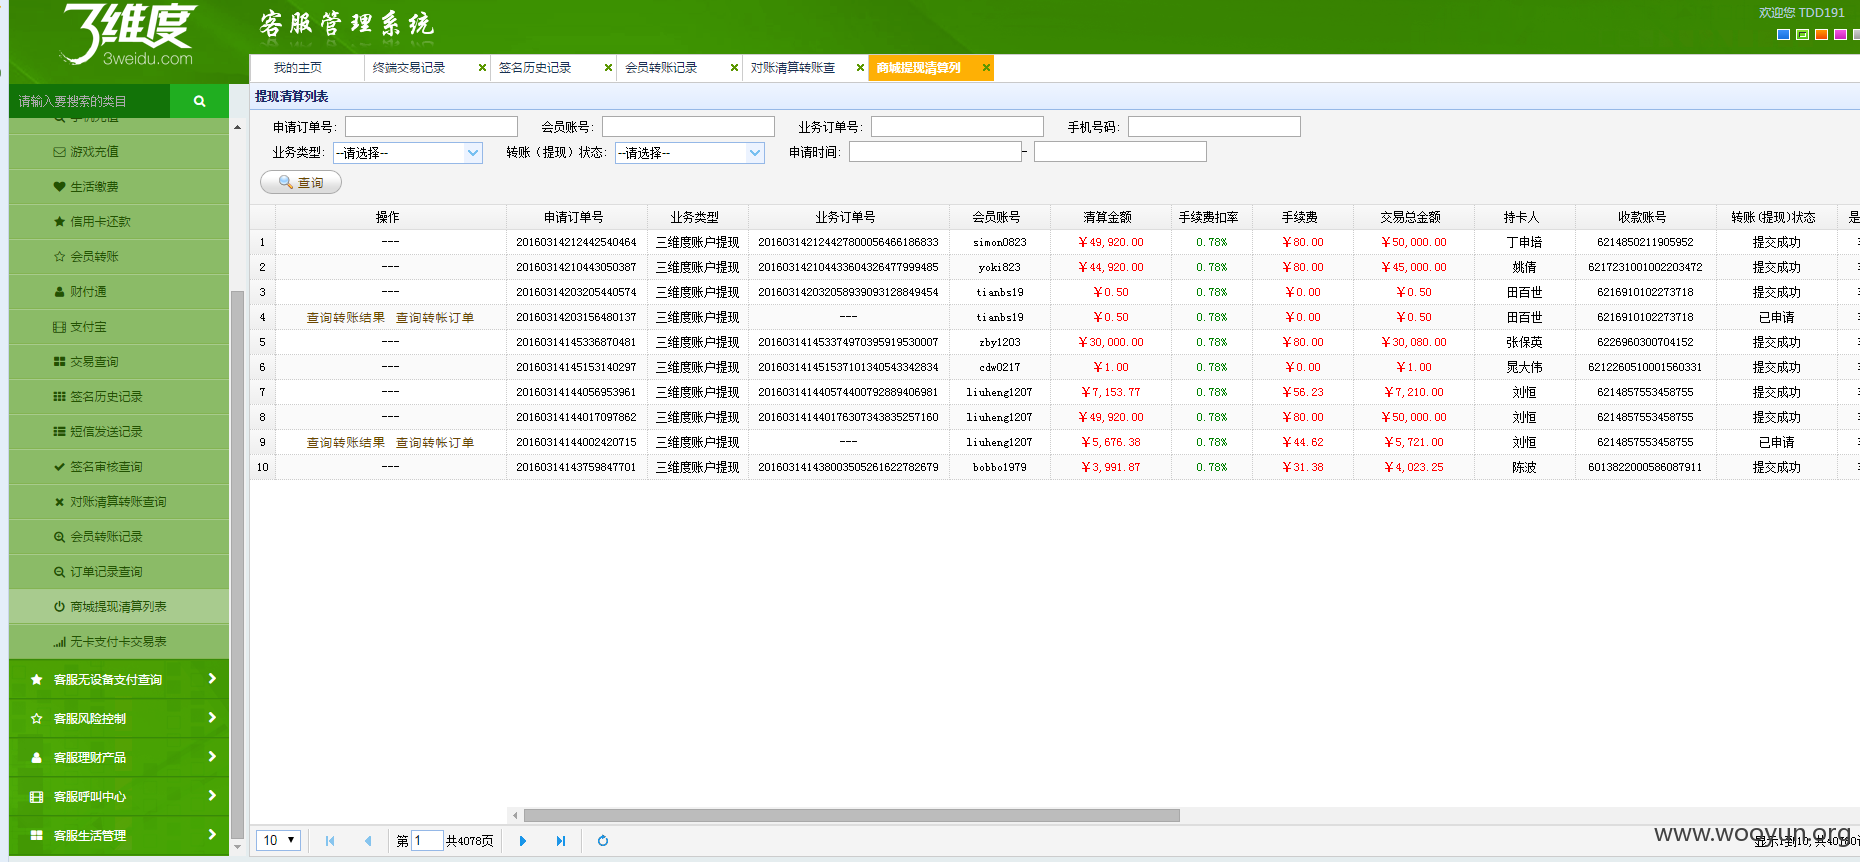 3维度
3weidu.com
客服管理系统
欢迎您 TDD191
我的主页 终端交易记录 签名历史记录 会员转账记录 对账清算转账查 商城提现清算列
请输入要搜索的类目
提现清算列表
申请订单号: 会员账号: 业务订单号: 手机号码:
业务类型: --请选择-- 转账（提现）状态: --请选择-- 申请时间: -
查询
游戏充值
生活缴费
信用卡还款
会员转账
财付通
支付宝
交易查询
签名历史记录
短信发送记录
签名审核查询
对账清算转账查询
会员转账记录
订单记录查询
商城提现清算列表
无卡支付卡交易表
客服无设备支付查询
客服风险控制
客服理财产品
客服呼叫中心
客服生活管理
操作 申请订单号 业务类型 业务订单号 会员账号 清算金额 手续费扣率 手续费 交易总金额 持卡人 收款账号 转账(提现)状态 是
1 --- 20160314212442540464 三维度账户提现 201603142124427800056466186833 simon0823 ￥49,920.00 0.78% ￥80.00 ￥50,000.00 丁申培 6214850211905952 提交成功
2 --- 20160314210443050387 三维度账户提现 201603142104433604326477999485 yoki823 ￥44,920.00 0.78% ￥80.00 ￥45,000.00 姚倩 6217231001002203472 提交成功
3 --- 20160314203205440574 三维度账户提现 201603142032058939093128849454 tianbs19 ￥0.50 0.78% ￥0.00 ￥0.50 田百世 6216910102273718 提交成功
4 查询转账结果 查询转帐订单 20160314203156480137 三维度账户提现 --- tianbs19 ￥0.50 0.78% ￥0.00 ￥0.50 田百世 6216910102273718 已申请
5 --- 20160314145336870481 三维度账户提现 201603141453374970395919530007 zby1203 ￥30,000.00 0.78% ￥80.00 ￥30,080.00 张保英 6226960300704152 提交成功
6 --- 20160314145153140297 三维度账户提现 201603141451537101340543342834 cdw0217 ￥1.00 0.78% ￥0.00 ￥1.00 晁大伟 6212260510001560331 提交成功
7 --- 20160314144056953961 三维度账户提现 201603141440574400792889406981 liuheng1207 ￥7,153.77 0.78% ￥56.23 ￥7,210.00 刘恒 6214857553458755 提交成功
8 --- 20160314144017097862 三维度账户提现 201603141440176307343835257160 liuheng1207 ￥49,920.00 0.78% ￥80.00 ￥50,000.00 刘恒 6214857553458755 提交成功
9 查询转账结果 查询转帐订单 20160314144002420715 三维度账户提现 --- liuheng1207 ￥5,676.38 0.78% ￥44.62 ￥5,721.00 刘恒 6214857553458755 已申请
10 --- 20160314143759847701 三维度账户提现 201603141438003505261622782679 bobbo1979 ￥3,991.87 0.78% ￥31.38 ￥4,023.25 陈波 6013822000586087911 提交成功
10 第 1 共4078页
www.wooyun.org